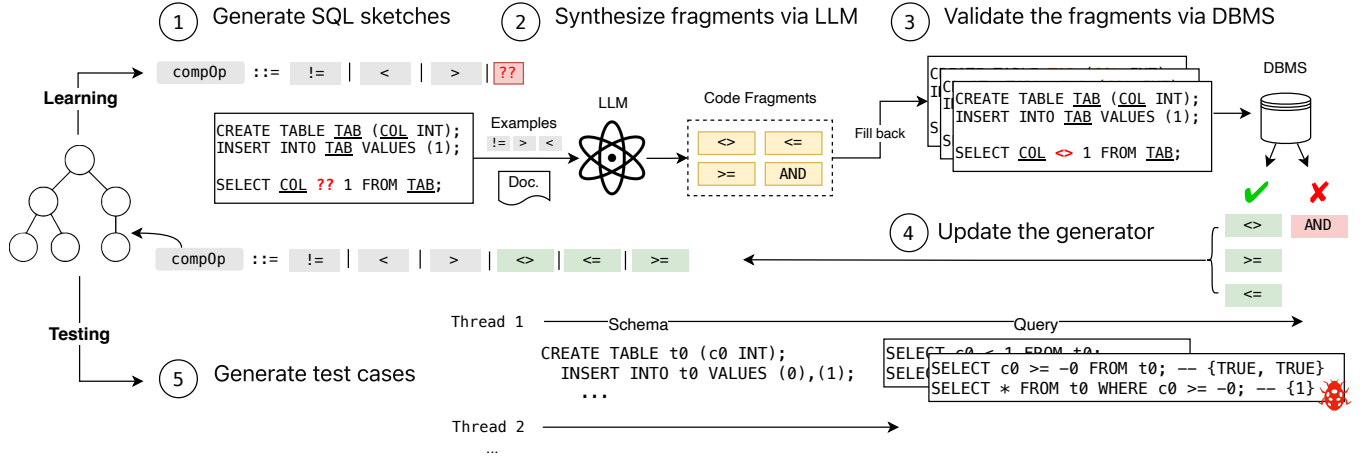 1 Generate SQL sketches
2 Synthesize fragments via LLM
3 Validate the fragments via DBMS
compOp ::= != | < | > | ??
Learning
CREATE TABLE TAB (COL INT);
INSERT INTO TAB VALUES (1);
SELECT COL ?? 1 FROM TAB;
Examples
!= > <
Doc.
LLM
Code Fragments
<> <=
>= AND
Fill back
CREATE TABLE TAB (COL INT);
INSERT INTO TAB VALUES (1);
SELECT COL <> 1 FROM TAB;
DBMS
<> AND
>=
<=
4 Update the generator
compOp ::= != | < | > | <> | <= | >=
Testing
5 Generate test cases
Thread 1
Schema
Query
CREATE TABLE t0 (c0 INT);
INSERT INTO t0 VALUES (0),(1);
...
SELECT c0 < 1 FROM t0;
SELECT c0 >= -0 FROM t0; -- {TRUE, TRUE}
SELECT * FROM t0 WHERE c0 >= -0; -- {1}
Thread 2
...